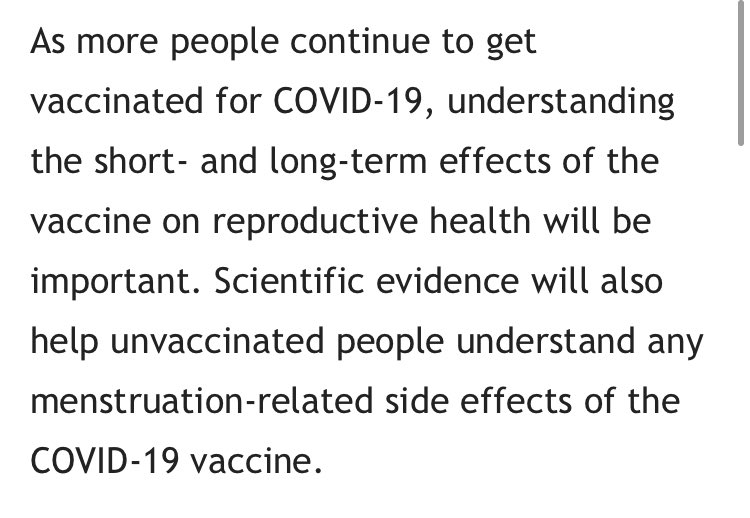 As more people continue to get
vaccinated for COVID-19, understanding
the short- and long-term effects of the
vaccine on reproductive health will be
important. Scientific evidence will also
help unvaccinated people understand any
menstruation-related side effects of the
COVID-19 vaccine.